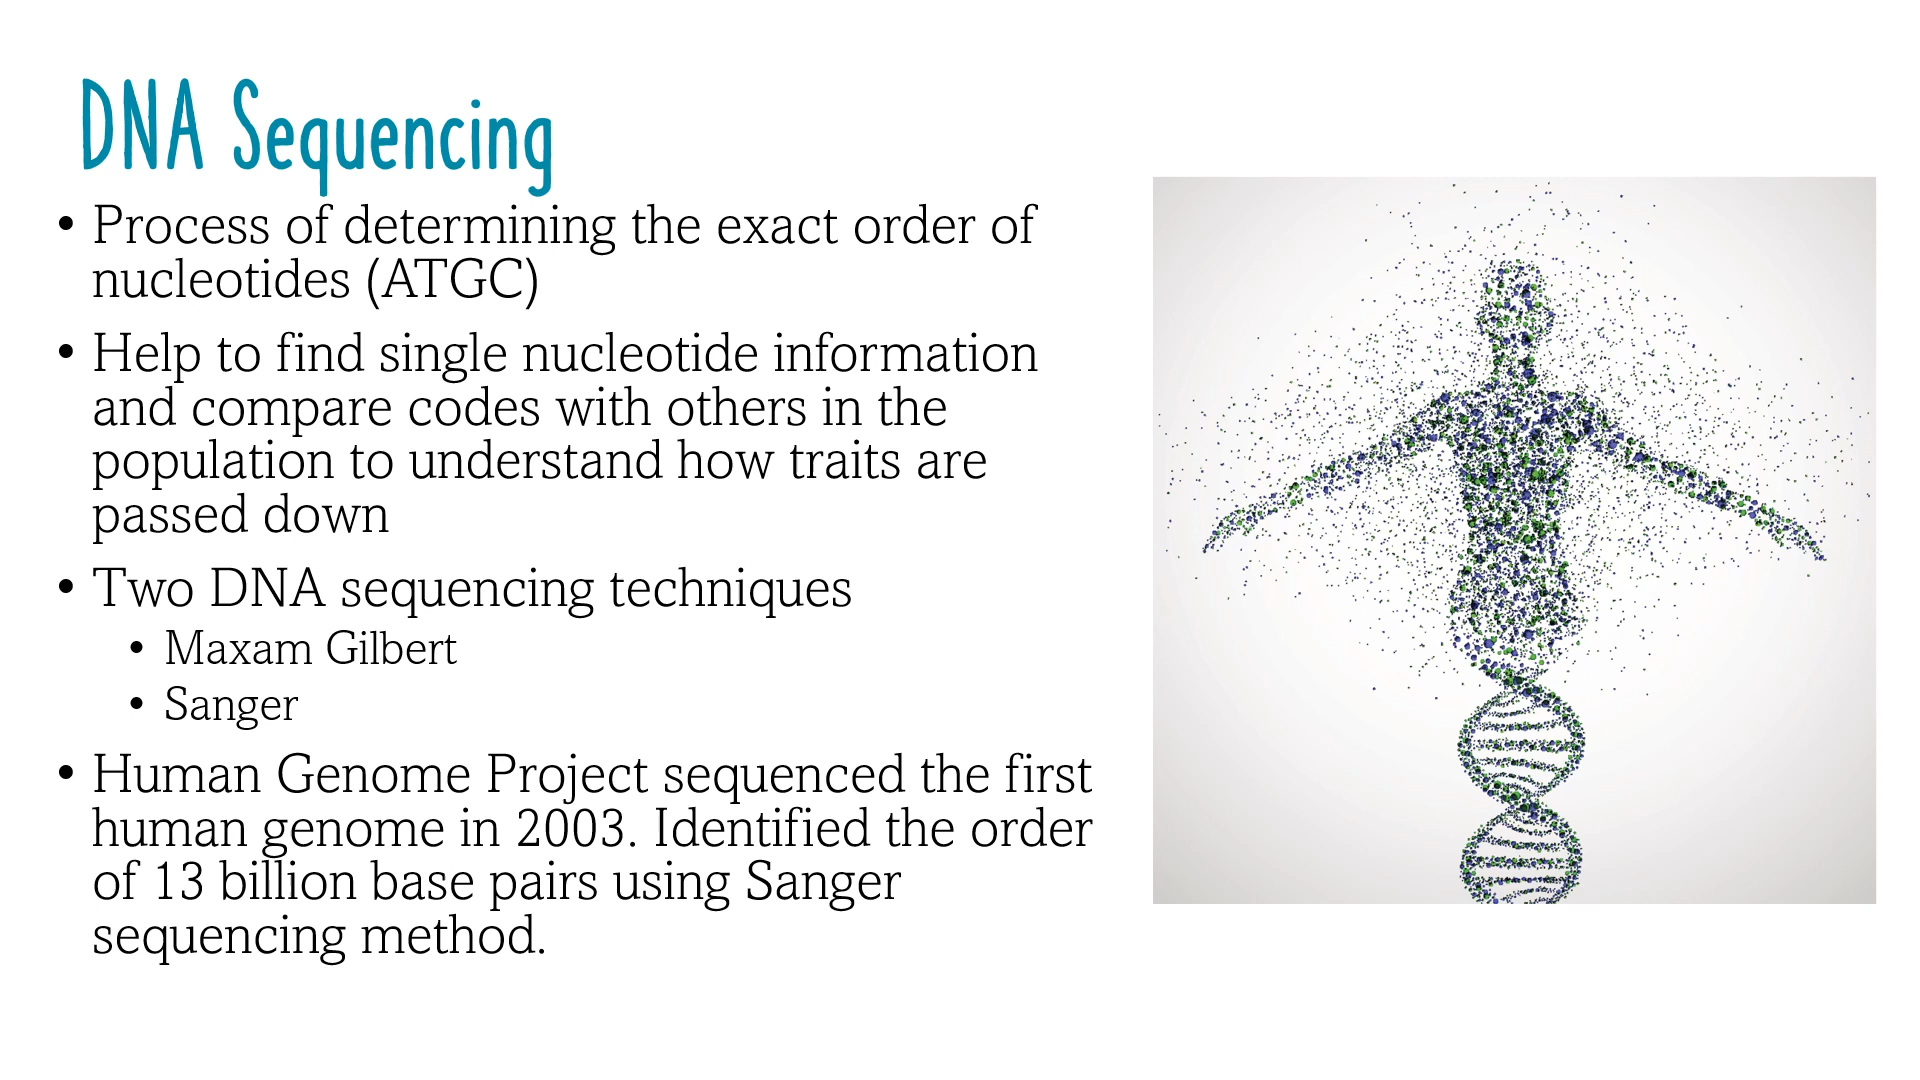 DNA Sequencing
• Process of determining the exact order of
nucleotides (ATGC)
• Help to find single nucleotide information
and compare codes with others in the
population to understand how traits are
passed down
• Two DNA sequencing techniques
• Maxam Gilbert
• Sanger
• Human Genome Project sequenced the first
human genome in 2003. Identified the order
of 13 billion base pairs using Sanger
sequencing method.